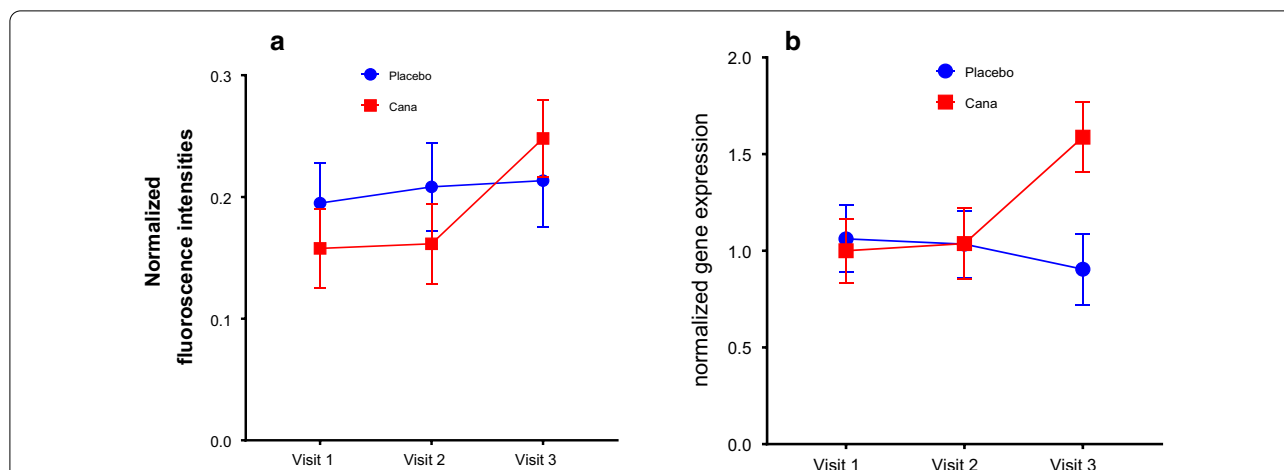 a
Normalized
fluoroscence intensities
0.3
0.2
0.1
0.0
Placebo
Cana
Visit 1
Visit 2
Visit 3
b
normalized gene expression
2.0
1.5
1.0
0.5
0.0
Placebo
Cana
Visit 1
Visit 2
Visit 3